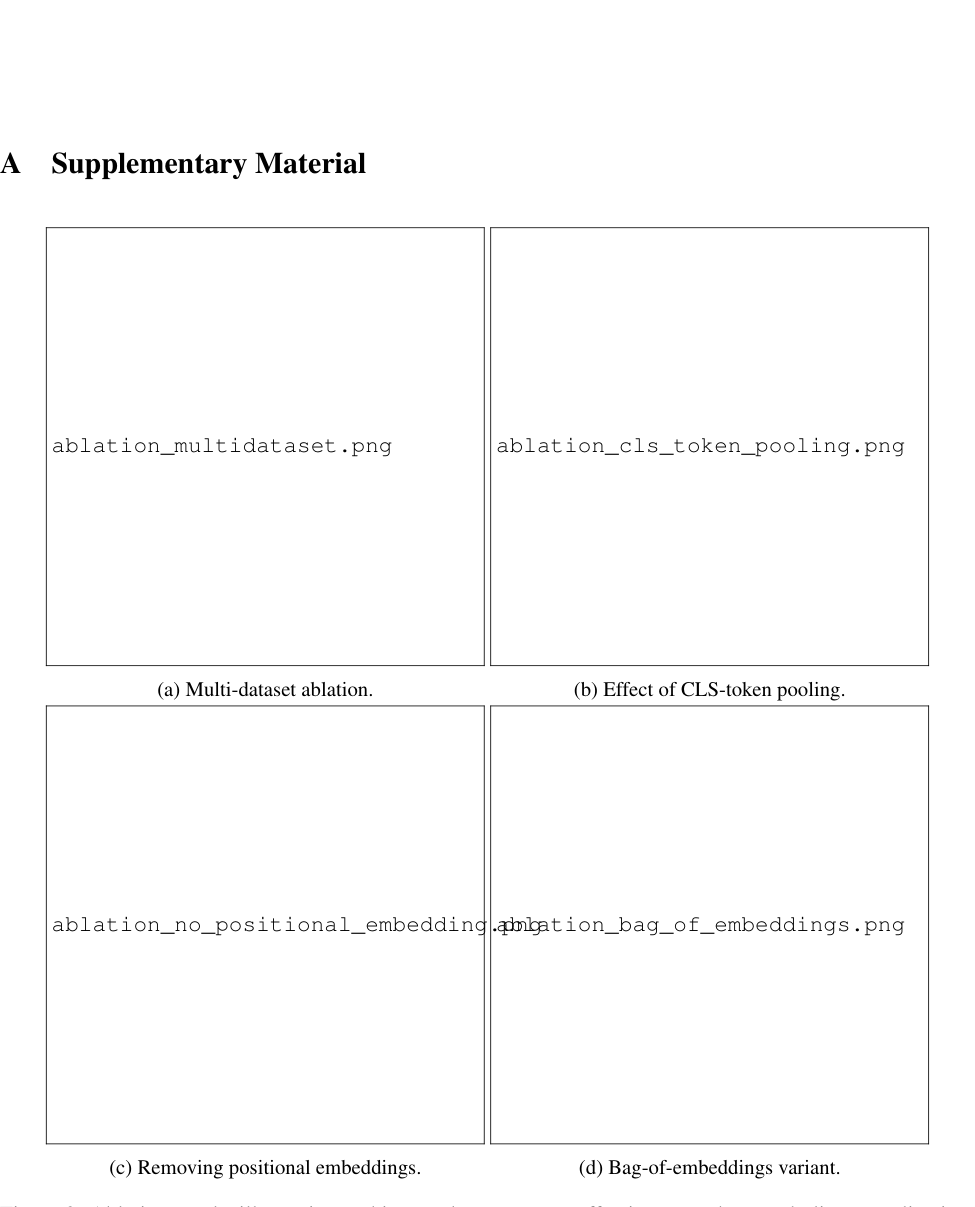 A Supplementary Material
ablation_multidataset.png
ablation_cls_token_pooling.png
(a) Multi-dataset ablation.
(b) Effect of CLS-token pooling.
ablation_no_positional_embedding.png
ablation_bag_of_embeddings.png
(c) Removing positional embeddings.
(d) Bag-of-embeddings variant.